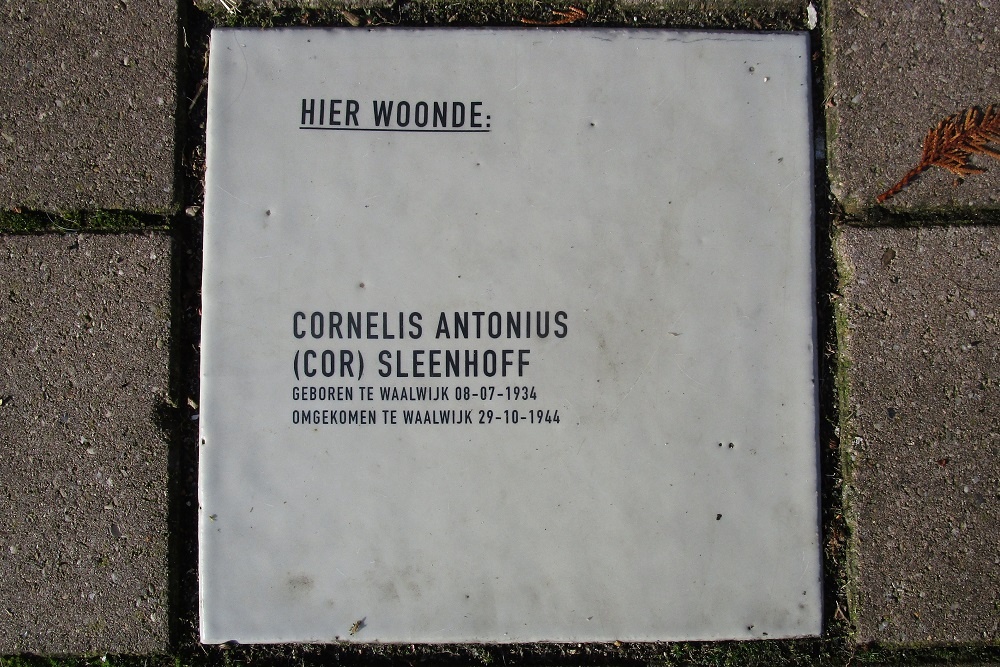 HIER WOONDE:
CORNELIS ANTONIUS
(COR) SLEENHOFF
GEBOREN TE WAALWIJK 08-07-1934
OMGEKOMEN TE WAALWIJK 29-10-1944